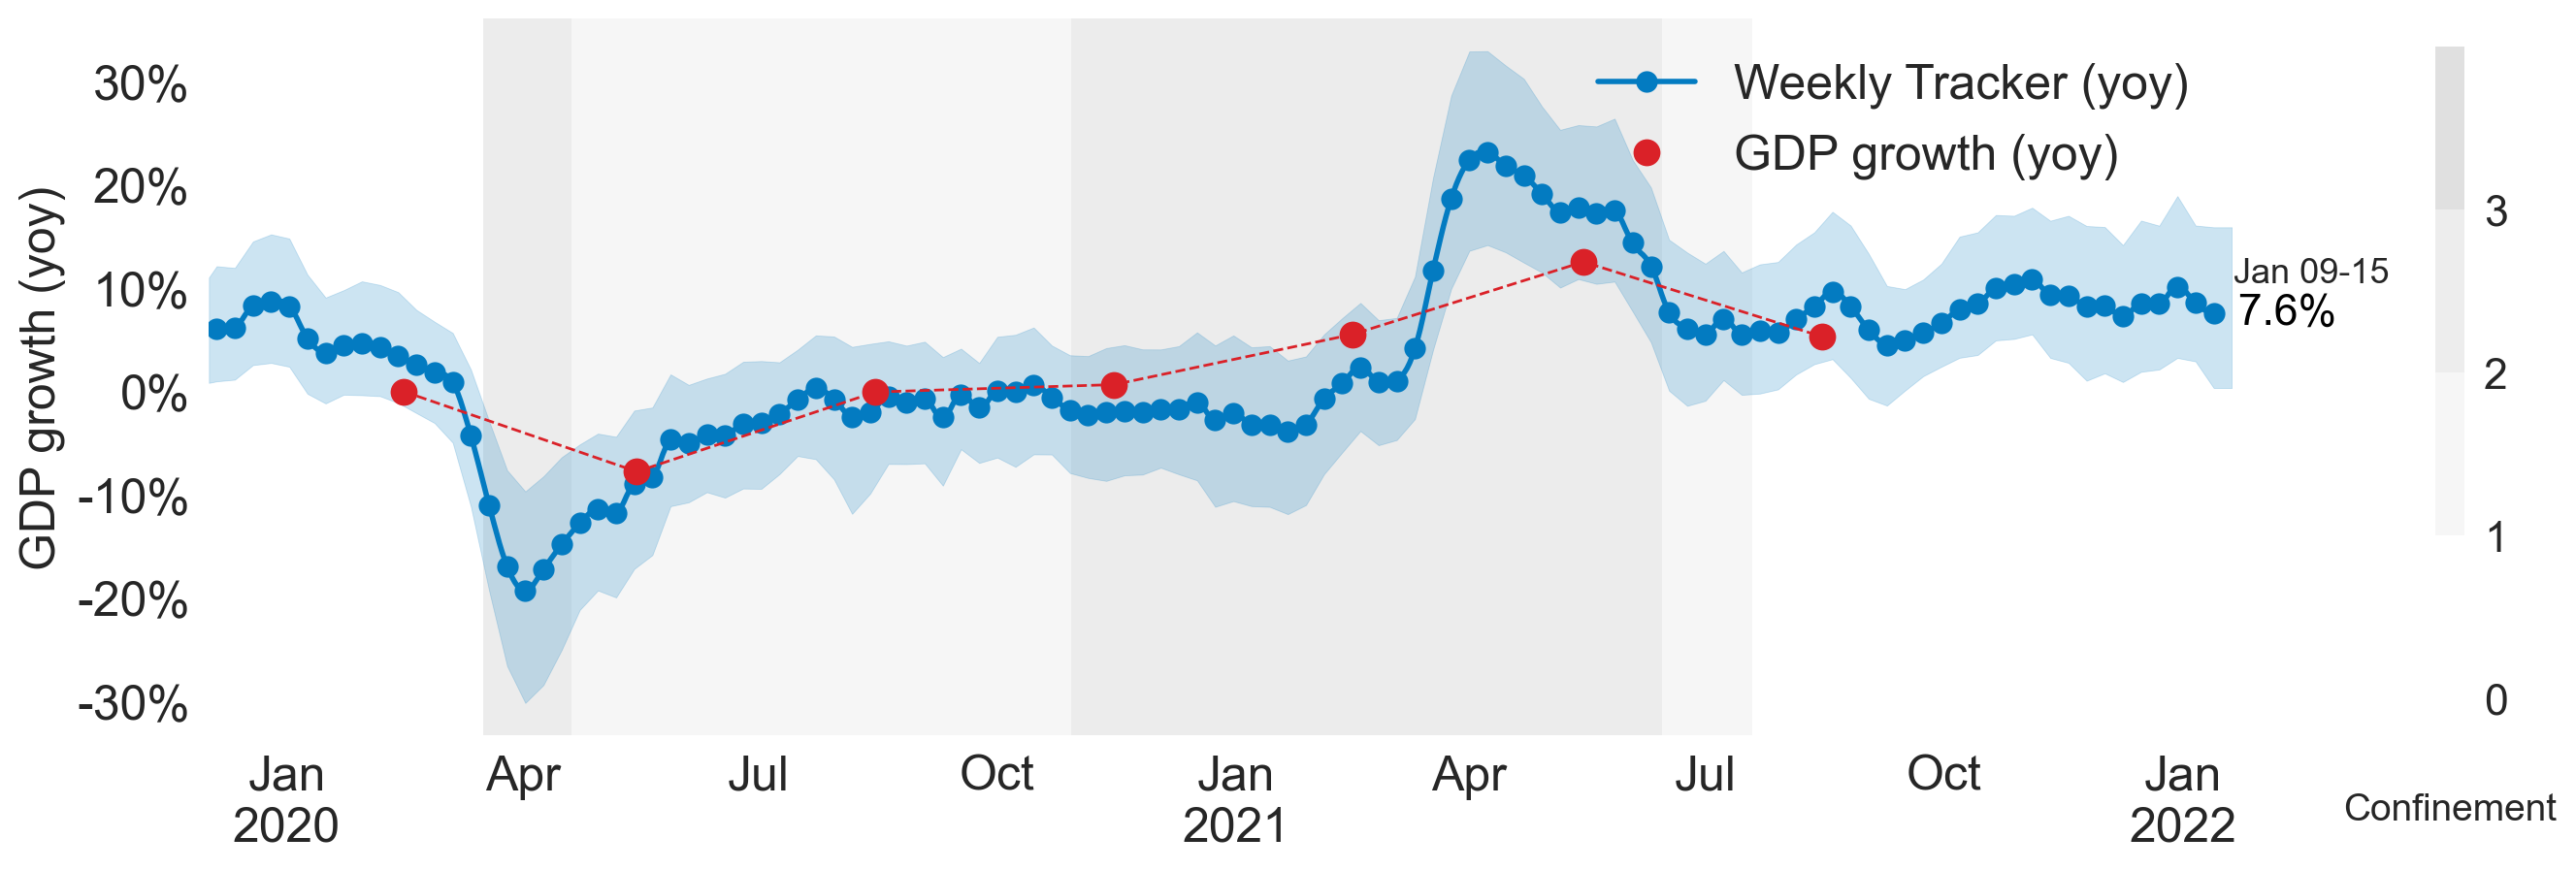 GDP growth (yoy)
30%
20%
10%
0%
-10%
-20%
-30%
Weekly Tracker (yoy)
GDP growth (yoy)
Jan 09-15
7.6%
3
2
1
0
Confinement
Jan Apr Jul Oct Jan Apr Jul Oct Jan
2020 2021 2022